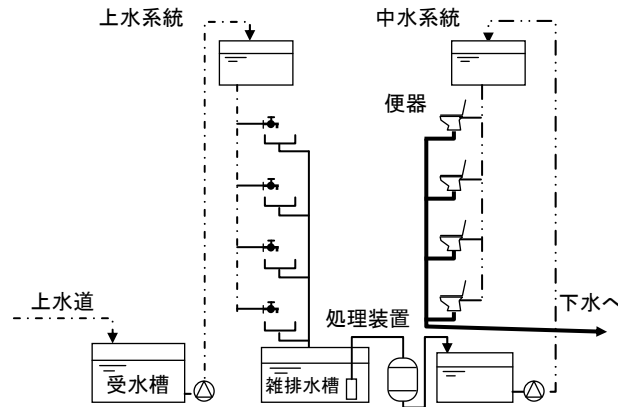 上水系統
中水系統
便器
上水道
処理装置
下水へ
受水槽
雑排水槽